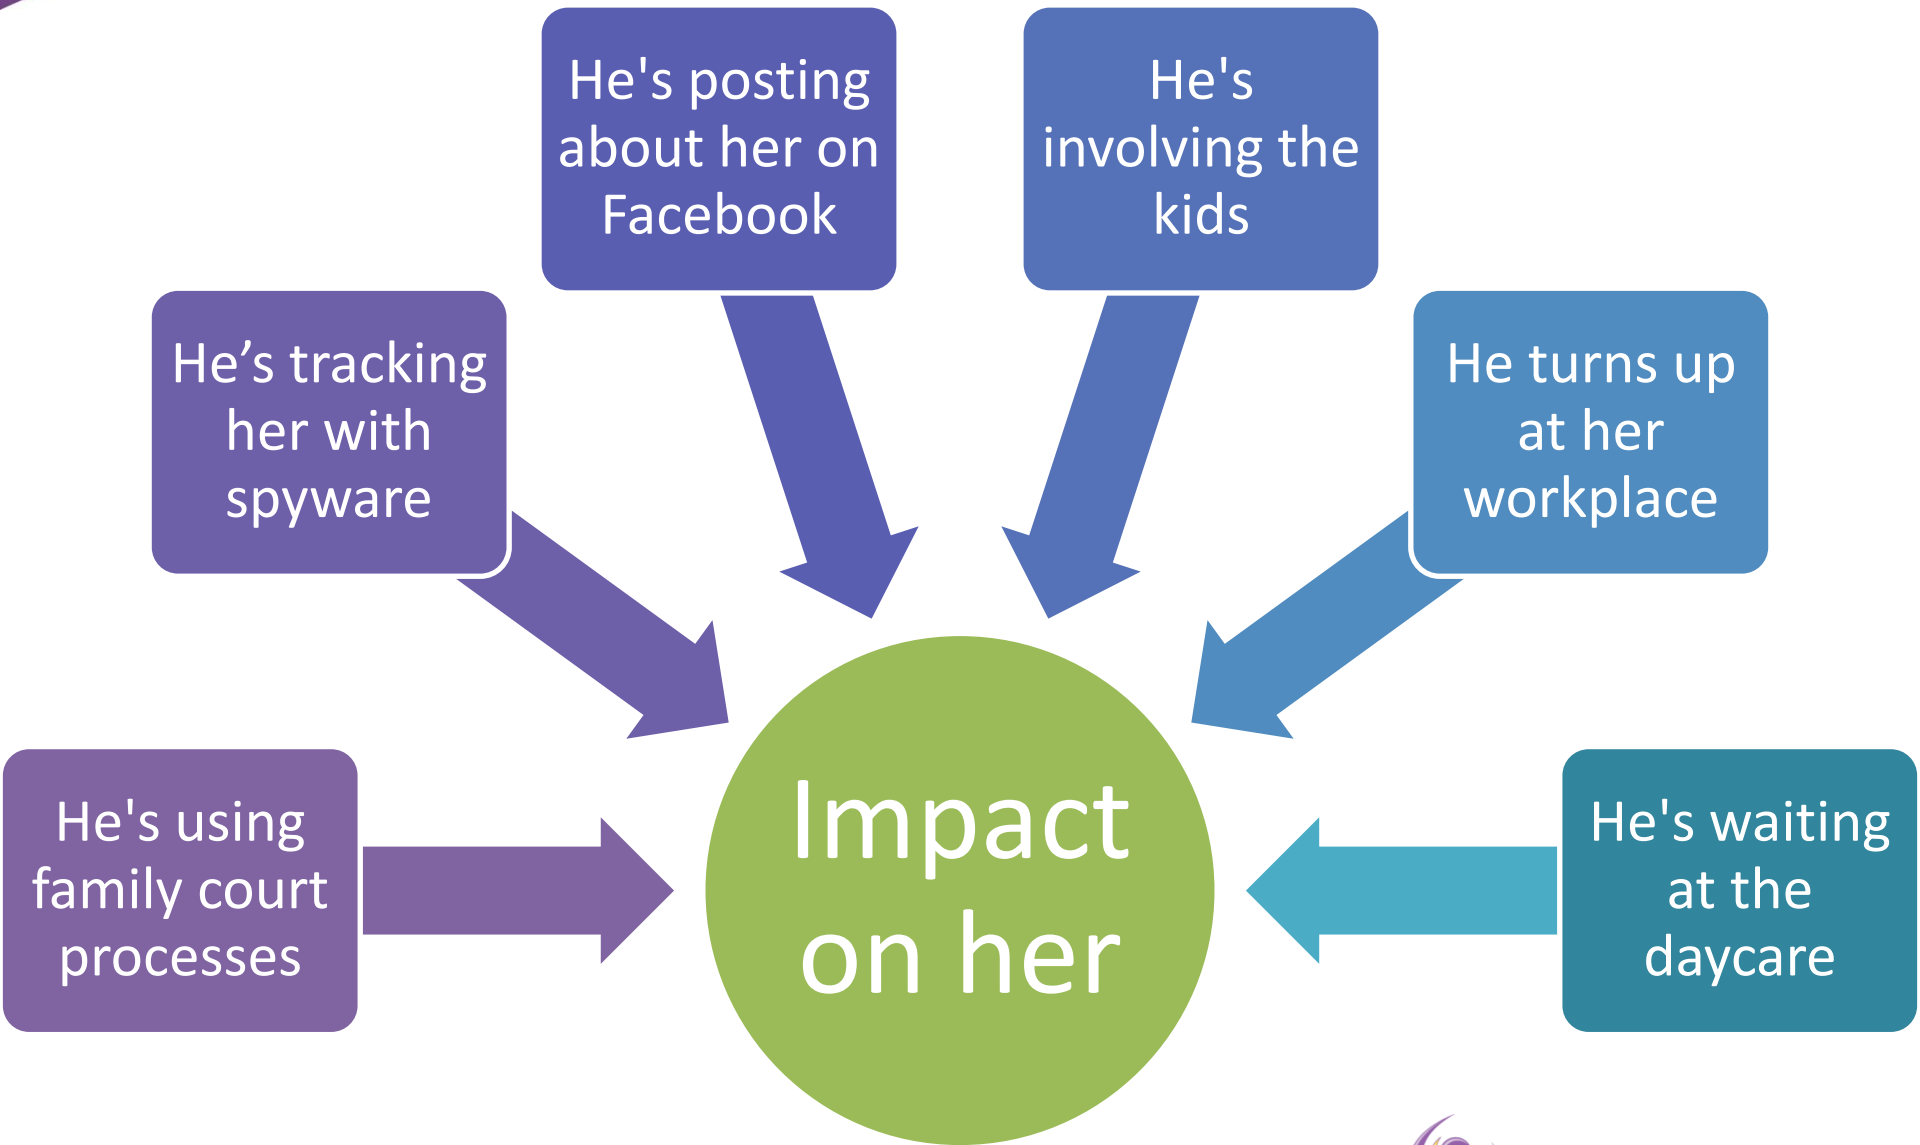 He's posting
about her on
Facebook
He's
involving the
kids
He’s tracking
her with
spyware
He turns up
at her
workplace
He's using
family court
processes
Impact
on her
He's waiting
at the
daycare